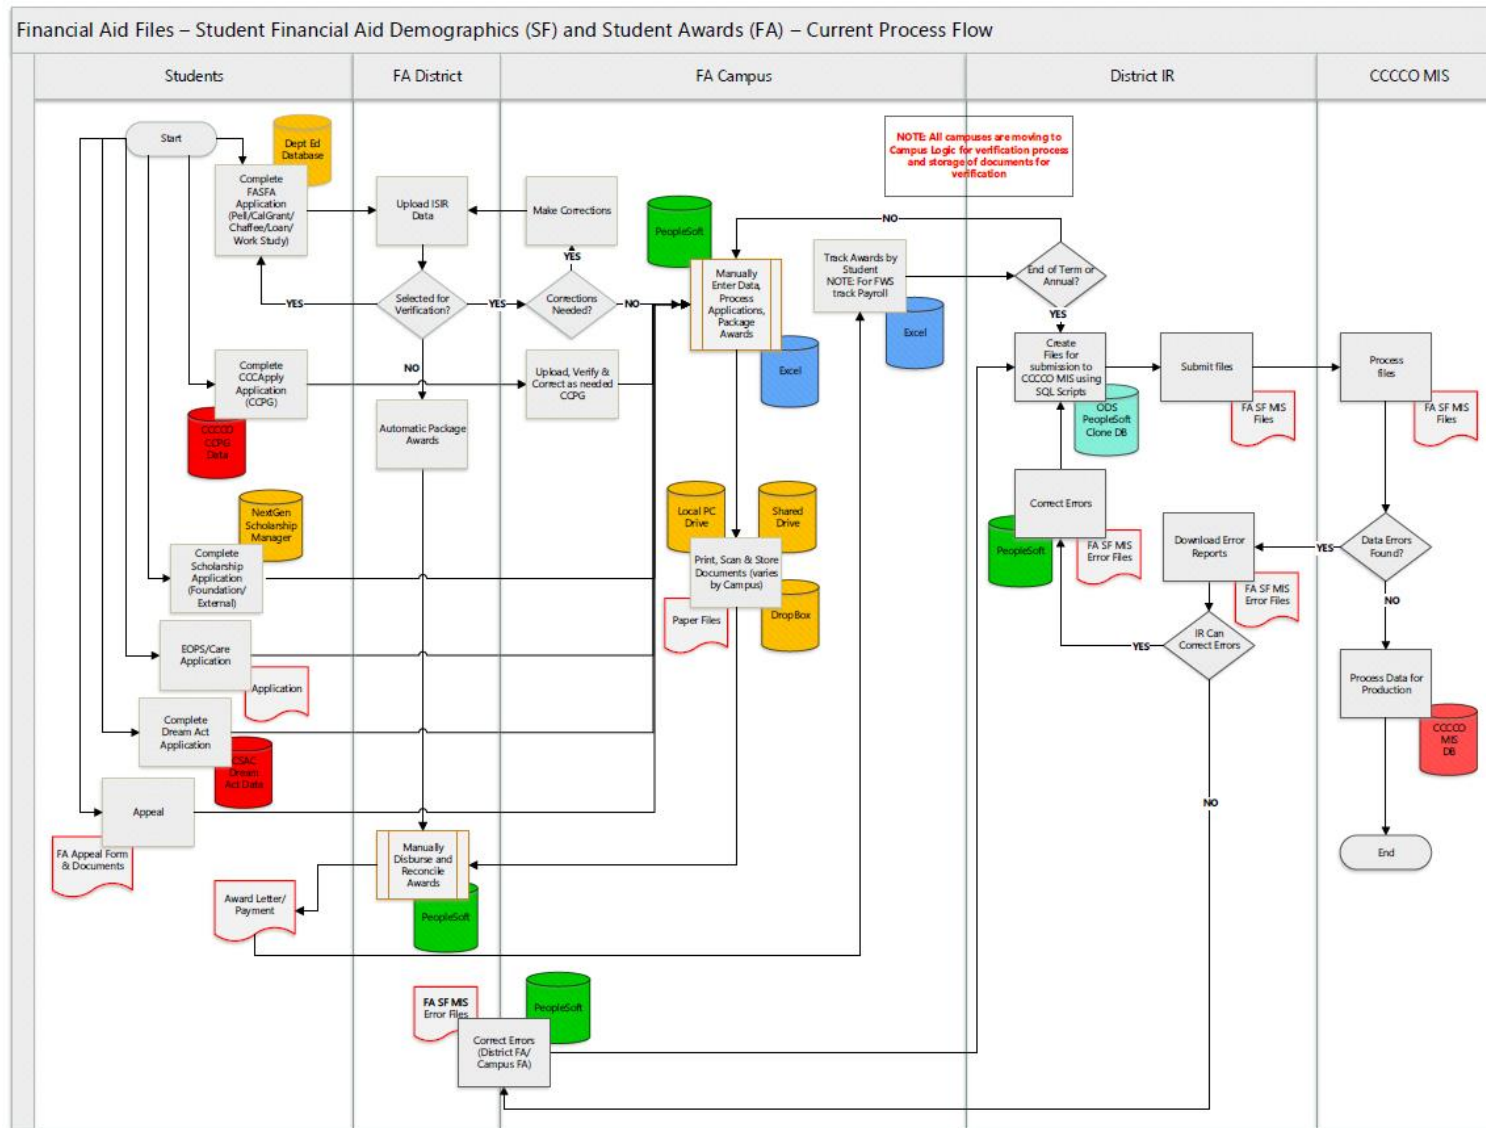 Financial Aid Files – Student Financial Aid Demographics (SF) and Student Awards (FA) – Current Process Flow
Students
FA District
FA Campus
District IR
CCCCO MIS
Start
Dept Ed
Database
Complete
FASFA
Application
(Pell/CalGrant/
Chaffee/Loan/
Work Study)
Upload ISIR
Data
Make Corrections
PeopleSoft
NOTE: All campuses are moving to
Campus Logic for verification process
and storage of documents for
verification
NO
YES
Selected for
Verification?
YES
YES
Corrections
Needed?
NO
Manually
Enter Data,
Process
Applications,
Package
Awards
Excel
Track Awards by
Student
NOTE: For FWS
track Payroll
Excel
End of Term or
Annual?
YES
NO
Complete
CCCApply
Application
(CCPG)
CCCCO
CCPG
Data
Upload, Verify &
Correct as needed
CCPG
Automatic Package
Awards
Create
Files for
submission to
CCCCO MIS using
SQL Scripts
ODS
PeopleSoft
Clone DB
Submit files
FA SF MIS
Files
Process
files
FA SF MIS
Files
NextGen
Scholarship
Manager
Complete
Scholarship
Application
(Foundation/
External)
Local PC
Drive
Shared
Drive
Print, Scan & Store
Documents (varies
by Campus)
Paper Files
DropBox
Correct Errors
PeopleSoft
FA SF MIS
Error Files
Download Error
Reports
FA SF MIS
Error Files
YES
Data Errors
Found?
NO
IR Can
Correct Errors
YES
EOPS/Care
Application
Application
Complete
Dream Act
Application
CSAC
Dream
Act Data
Process Data for
Production
CCCCO
MIS
DB
NO
Appeal
FA Appeal Form
& Documents
Manually
Disburse and
Reconcile
Awards
PeopleSoft
Award Letter/
Payment
End
FA SF MIS
Error Files
PeopleSoft
Correct Errors
(District FA/
Campus FA)